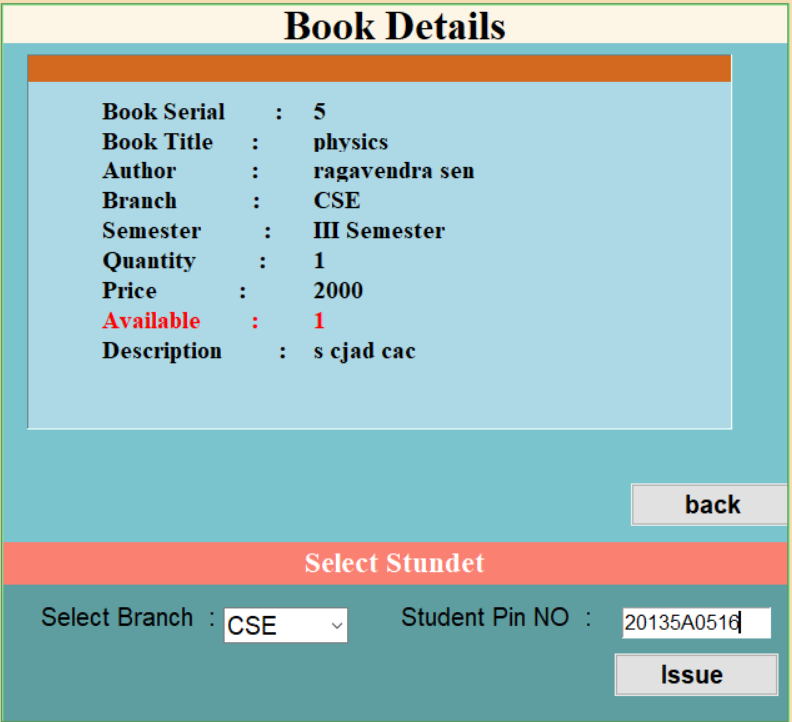 Book Details
Book Serial : 5
Book Title : physics
Author : ragavendra sen
Branch : CSE
Semester : III Semester
Quantity : 1
Price : 2000
Available : 1
Description : s cjad cac
back
Select Stundet
Select Branch : CSE Student Pin NO : 20135A0516
Issue